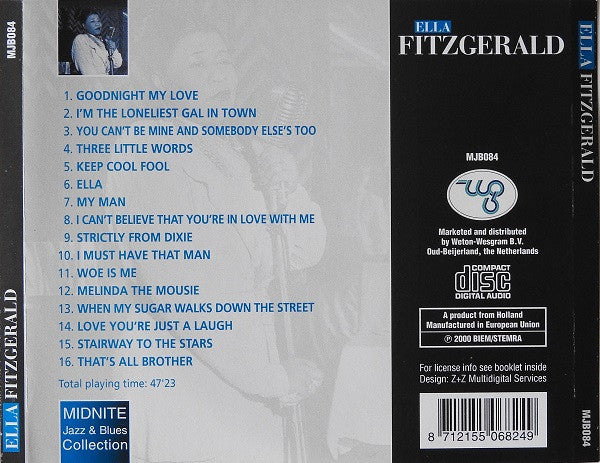 MJB084
ELLA FITZGERALD
1. GOODNIGHT MY LOVE
2. I'M THE LONELIEST GAL IN TOWN
3. YOU CAN'T BE MINE AND SOMEBODY ELSE'S TOO
4. THREE LITTLE WORDS
5. KEEP COOL FOOL
6. ELLA
7. MY MAN
8. I CAN'T BELIEVE THAT YOU'RE IN LOVE WITH ME
9. STRICTLY FROM DIXIE
10. I MUST HAVE THAT MAN
11. WOE IS ME
12. MELINDA THE MOUSIE
13. WHEN MY SUGAR WALKS DOWN THE STREET
14. LOVE YOU'RE JUST A LAUGH
15. STAIRWAY TO THE STARS
16. THAT'S ALL BROTHER
Total playing time: 47'23
MIDNITE
Jazz & Blues
Collection
ELLA
FITZGERALD
MJB084
Marketed and distributed
by Woton-Wesgram B.V.
Oud-Beijerland, the Netherlands
COMPACT
disc
DIGITAL AUDIO
A product from Holland
Manufactured in European Union
℗ 2000 BIEM/STEMRA
For license info see booklet inside
Design: Z+Z Multidigital Services
8 712155 068249
ELLA FITZGERALD
MJB084